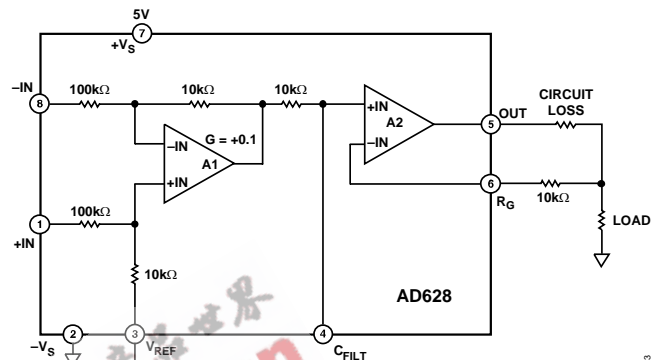 5V
+VS
7
–IN
8
100kΩ
10kΩ
10kΩ
G = +0.1
–IN
A1
+IN
+IN
A2
–IN
OUT
5
CIRCUIT
LOSS
6
RG
10kΩ
LOAD
1
+IN
100kΩ
10kΩ
AD628
–VS
2
3
VREF
4
CFILT